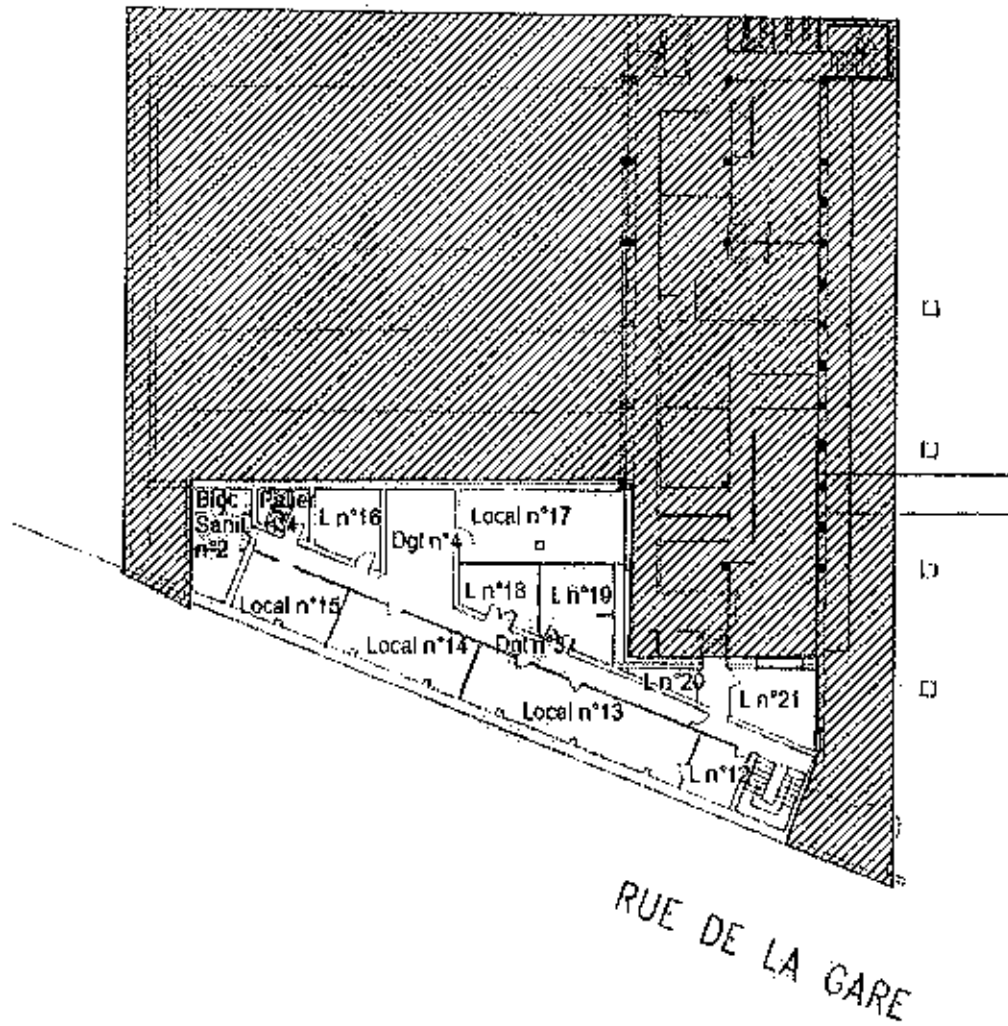 Bloc
Sanit
n°2
Palier
L n°16
Local n°17
Dgt n°4
L n°18
L n°19
Local n°15
Local n°14
L n°20
L n°21
Local n°13
L n°12
RUE DE LA GARE